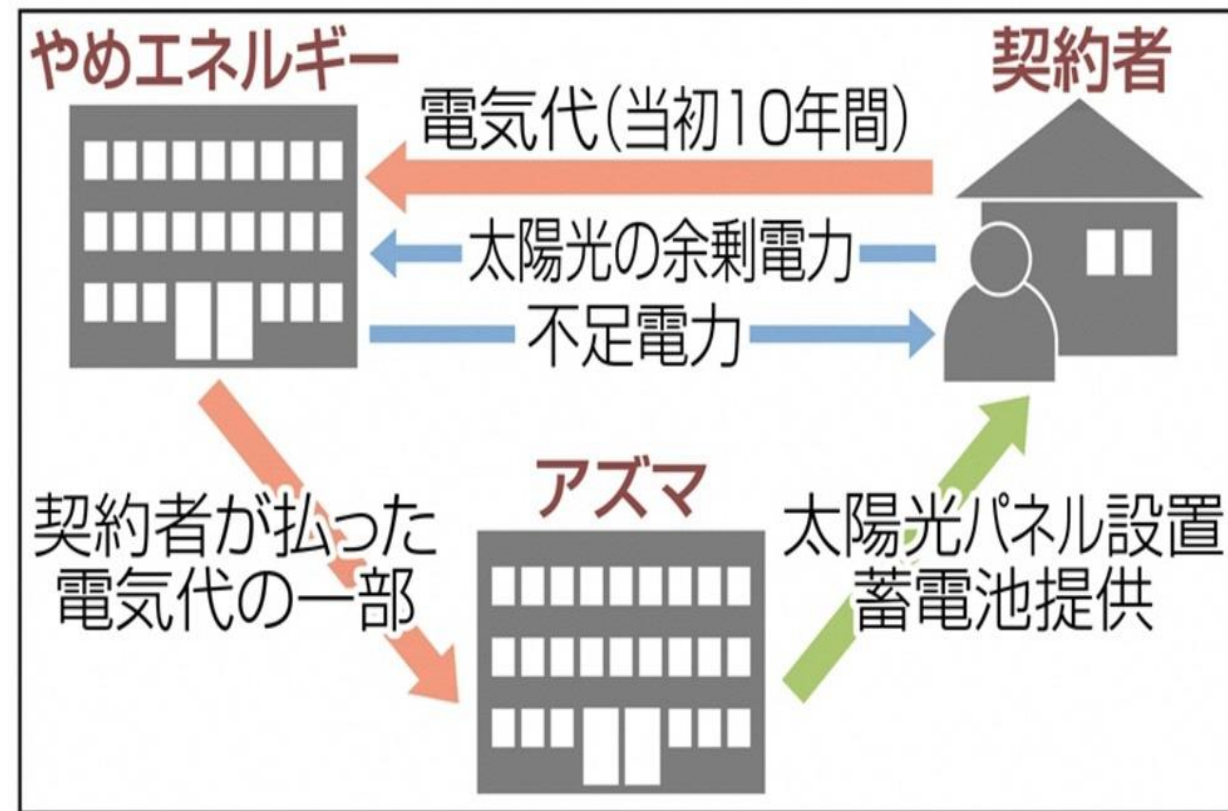 やめエネルギー
契約者
電気代(当初10年間)
太陽光の余剰電力
不足電力
アズマ
契約者が払った
電気代の一部
太陽光パネル設置
蓄電池提供